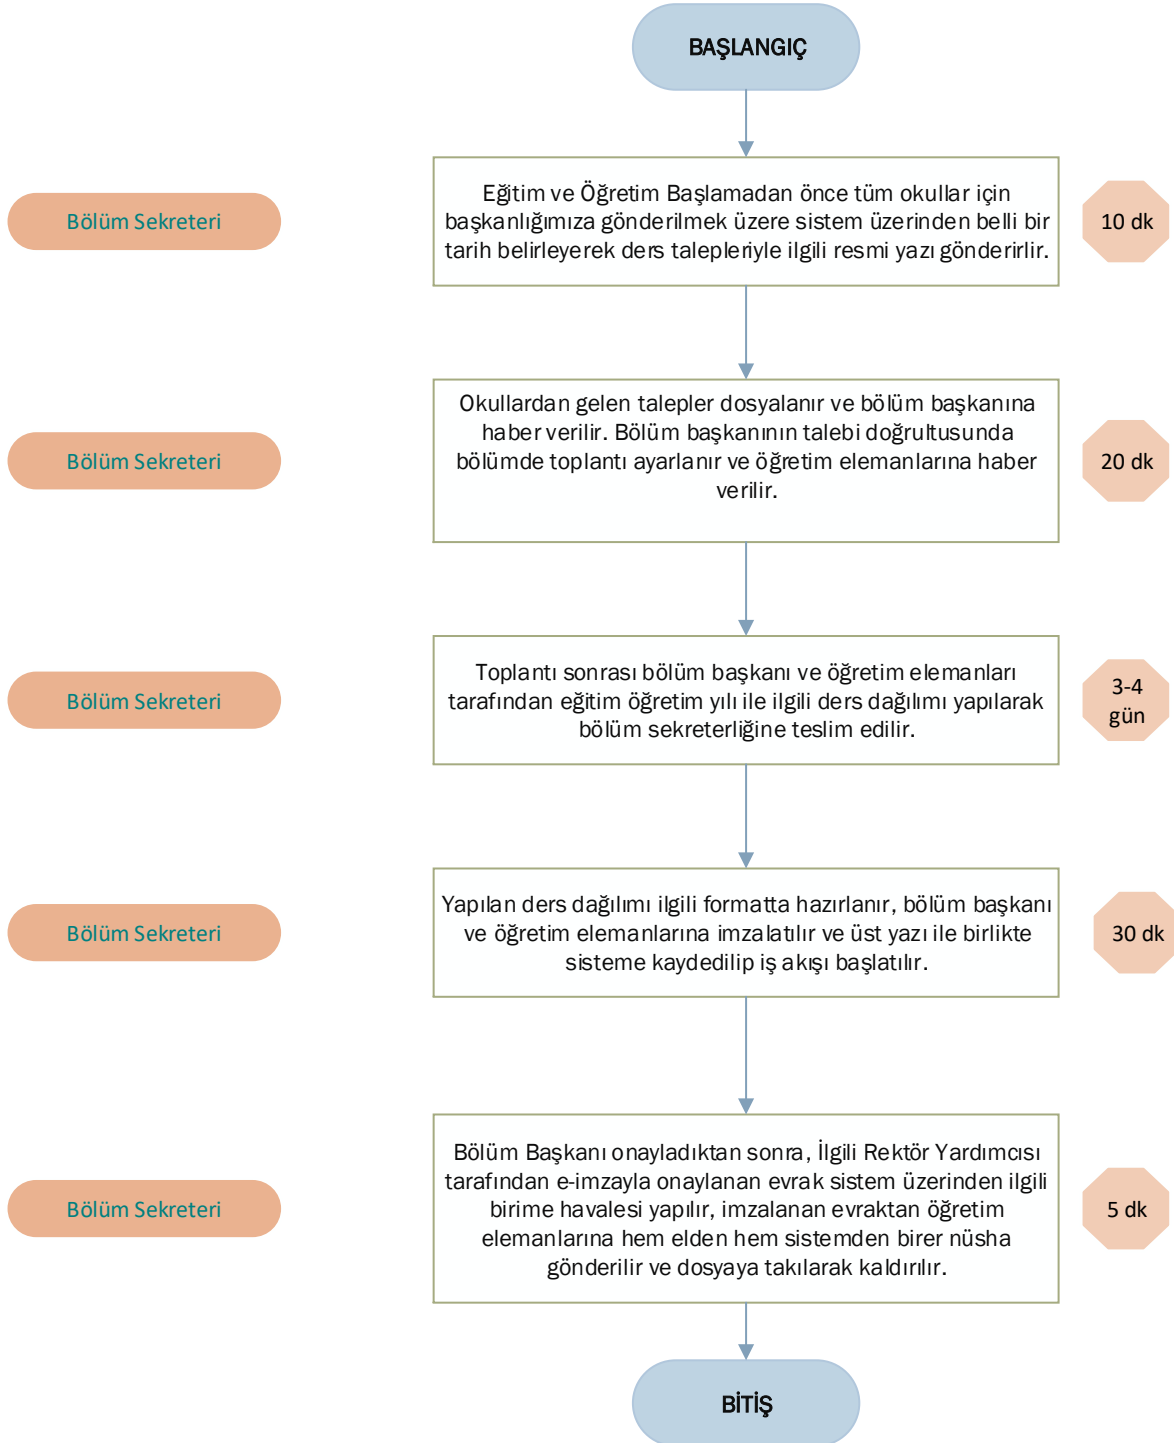 BAŞLANGIÇ
Bölüm Sekreteri
Eğitim ve Öğretim Başlamadan önce tüm okullar için
başkanlığımıza gönderilmek üzere sistem üzerinden belli bir
tarih belirleyerek ders talepleriyle ilgili resmi yazı gönderirlir.
10 dk
Bölüm Sekreteri
Okullardan gelen talepler dosyalanır ve bölüm başkanına
haber verilir. Bölüm başkanının talebi doğrultusunda
bölümde toplantı ayarlanır ve öğretim elemanlarına haber
verilir.
20 dk
Bölüm Sekreteri
Toplantı sonrası bölüm başkanı ve öğretim elemanları
tarafından eğitim öğretim yılı ile ilgili ders dağılımı yapılarak
bölüm sekreterliğine teslim edilir.
3-4
gün
Bölüm Sekreteri
Yapılan ders dağılımı ilgili formatta hazırlanır, bölüm başkanı
ve öğretim elemanlarına imzalatılır ve üst yazı ile birlikte
sisteme kaydedilip iş akışı başlatılır.
30 dk
Bölüm Sekreteri
Bölüm Başkanı onayladıktan sonra, İlgili Rektör Yardımcısı
tarafından e-imzayla onaylanan evrak sistem üzerinden ilgili
birime havalesi yapılır, imzalanan evraktan öğretim
elemanlarına hem elden hem sistemden birer nüsha
gönderilir ve dosyaya takılarak kaldırılır.
5 dk
BİTİŞ